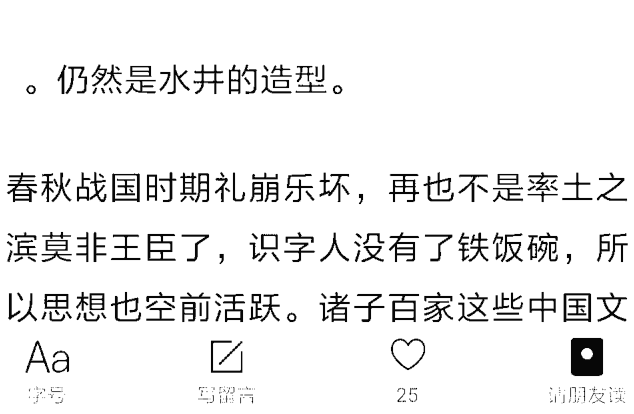 。仍然是水井的造型。
春秋战国时期礼崩乐坏，再也不是率土之
滨莫非王臣了，识字人没有了铁饭碗，所
以思想也空前活跃。诸子百家这些中国文
Aa
字号 写留言 25 请朋友读